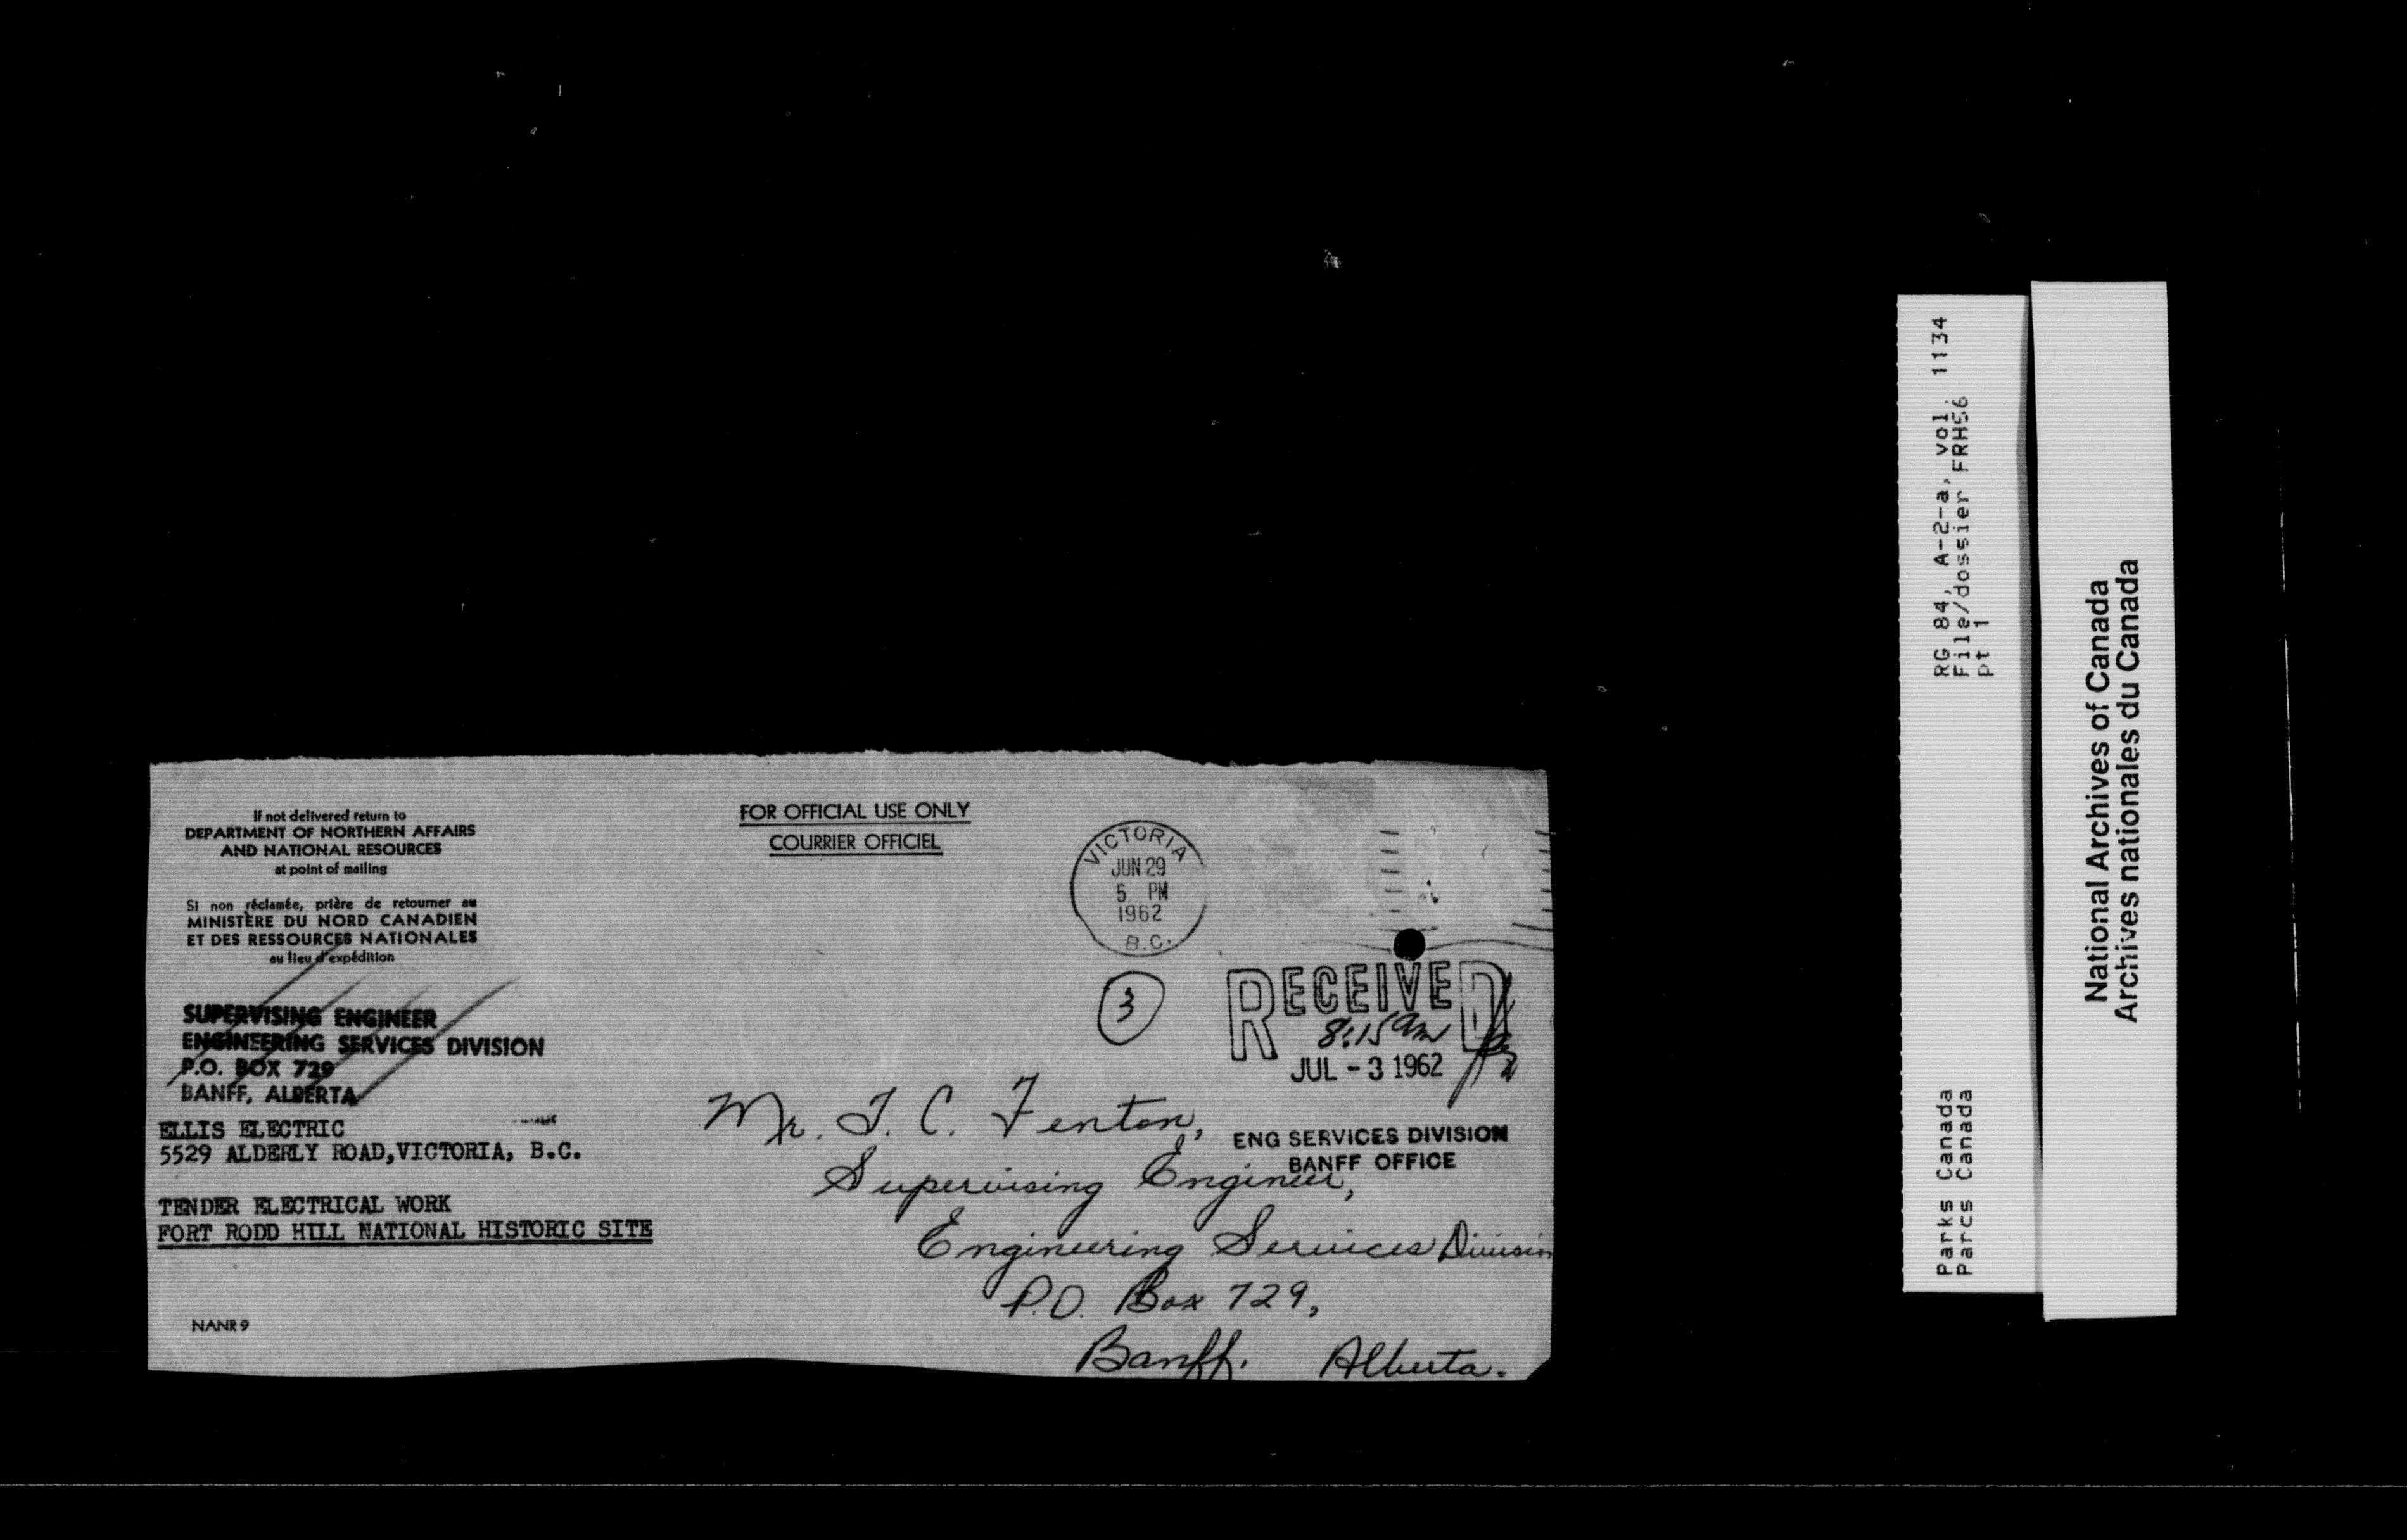 If not delivered return to
DEPARTMENT OF NORTHERN AFFAIRS
AND NATIONAL RESOURCES
at point of mailing
Si non réclamée, prière de retourner au
MINISTÈRE DU NORD CANADIEN
ET DES RESSOURCES NATIONALES
au lieu d'expédition
SUPERVISING ENGINEER
ENGINEERING SERVICES DIVISION
P.O. BOX 729
BANFF, ALBERTA
ELLIS ELECTRIC
5529 ALDERLY ROAD,VICTORIA, B.C.
TENDER ELECTRICAL WORK
FORT RODD HILL NATIONAL HISTORIC SITE
NANR 9
FOR OFFICIAL USE ONLY
COURRIER OFFICIEL
VICTORIA
JUN 29
5 PM
1962
B.C.
3
RECEIVED
8:15 am
JUL - 3 1962
ENG SERVICES DIVISION
BANFF OFFICE
Mr. T. C. Fenton,
Supervising Engineer,
Engineering Services Division
P.O. Box 729,
Banff. Alberta.
RG 84, A-2-a, vol. 1134
File/dossier FRH56
pt 1
Parks Canada
Parcs Canada
National Archives of Canada
Archives nationales du Canada